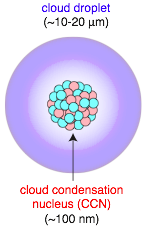 cloud droplet
(~10-20 µm)
cloud condensation
nucleus (CCN)
(~100 nm)